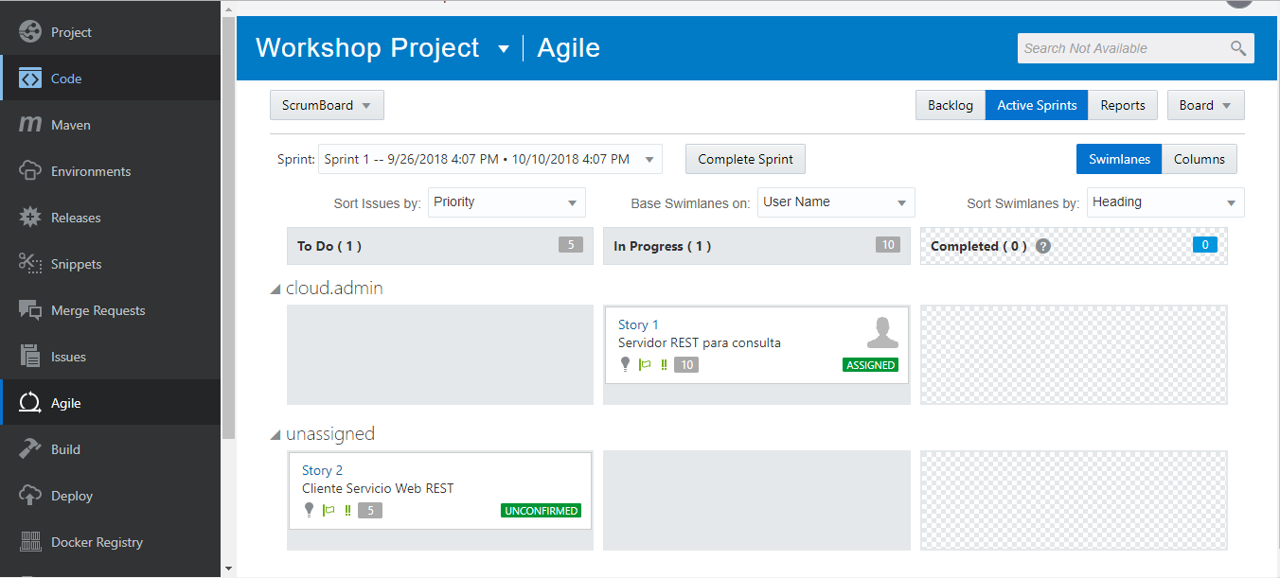 Project
Code
Maven
Environments
Releases
Snippets
Merge Requests
Issues
Agile
Build
Deploy
Docker Registry
Workshop Project Agile
Search Not Available
ScrumBoard
Backlog Active Sprints Reports Board
Sprint: Sprint 1 -- 9/26/2018 4:07 PM • 10/10/2018 4:07 PM Complete Sprint Swimlanes Columns
Sort Issues by: Priority Base Swimlanes on: User Name Sort Swimlanes by: Heading
To Do ( 1 ) 5 In Progress ( 1 ) 10 Completed ( 0 ) ? 0
cloud.admin
Story 1
Servidor REST para consulta
10 ASSIGNED
unassigned
Story 2
Cliente Servicio Web REST
5 UNCONFIRMED